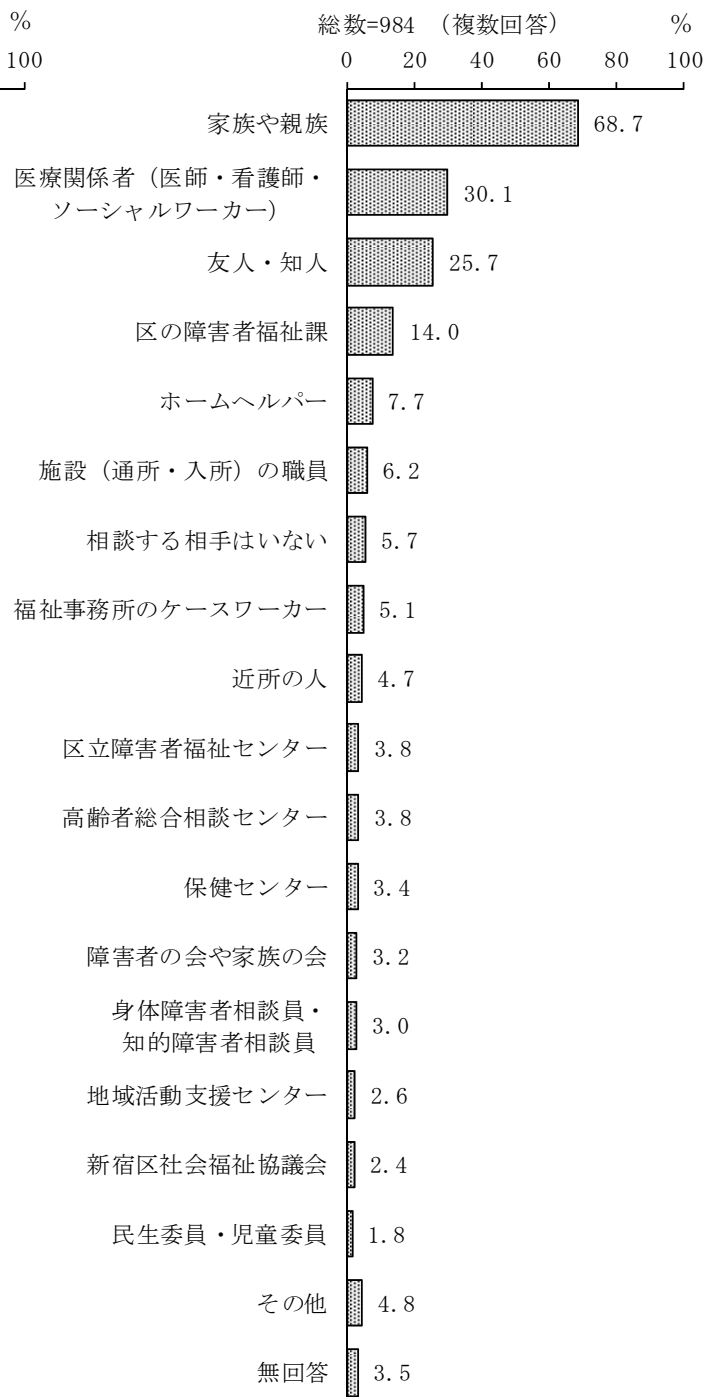 %
100
総数=984 （複数回答） %
0 20 40 60 80 100
家族や親族 68.7
医療関係者（医師・看護師・
ソーシャルワーカー） 30.1
友人・知人 25.7
区の障害者福祉課 14.0
ホームヘルパー 7.7
施設（通所・入所）の職員 6.2
相談する相手はいない 5.7
福祉事務所のケースワーカー 5.1
近所の人 4.7
区立障害者福祉センター 3.8
高齢者総合相談センター 3.8
保健センター 3.4
障害者の会や家族の会 3.2
身体障害者相談員・
知的障害者相談員 3.0
地域活動支援センター 2.6
新宿区社会福祉協議会 2.4
民生委員・児童委員 1.8
その他 4.8
無回答 3.5